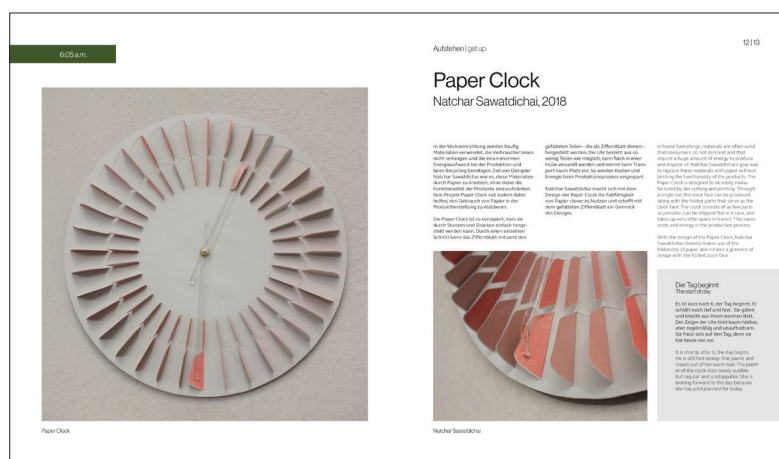 6:05 a.m.
Paper Clock
Aufstehen | get up
12 | 13
Paper Clock
Natchar Sawatdichai, 2018
In der Wohneinrichtung werden häufig
Materialien verwendet, die Verbraucher:innen
nicht verlangen und die einen enormen
Energieaufwand bei der Produktion und
beim Recycling benötigen. Ziel von Designer
Natchar Sawatdichai war es, diese Materialien
durch Papier zu ersetzen, ohne dabei die
Funktionalität der Produkte einzuschränken.
Sein Projekt Paper Clock soll zudem dabei
helfen, den Gebrauch von Papier in der
Produktherstellung zu etablieren.
Die Paper Clock ist so konzipiert, dass sie
durch Stanzen und Drucken einfach herge-
stellt werden kann. Durch einen einzelnen
Schnitt kann das Ziffernblatt mitsamt den
gefalteten Teilen – die als Ziffernblatt dienen –
hergestellt werden. Die Uhr besteht aus so
wenig Teilen wie möglich, kann flach in einer
Hülle versandt werden und nimmt beim Trans-
port kaum Platz ein. So werden Kosten und
Energie beim Produktionsprozess eingespart.
Natchar Sawatdichai macht sich mit dem
Design der Paper Clock die Faltfähigkeit
von Papier clever zu Nutzen und schafft mit
dem gefalteten Ziffernblatt ein Gimmick
des Designs.
In home furnishings, materials are often used
that consumers do not demand and that
require a huge amount of energy to produce
and dispose of. Natchar Sawatdichai's goal was
to replace these materials with paper without
limiting the functionality of the products. The
Paper Clock is designed to be easily manu-
factured by die-cutting and printing. Through
a single cut, the clock face can be produced
along with the folded parts that serve as the
clock face. The clock consists of as few parts
as possible, can be shipped flat in a case, and
takes up very little space in transit. This saves
costs and energy in the production process.
With the design of the Paper Clock, Natchar
Sawatdichai cleverly makes use of the
foldability of paper and creates a gimmick of
design with the folded clock face.
Natchar Sawatdichai
Der Tag beginnt
The start of day
Es ist kurz nach 6, der Tag beginnt. Er
schläft noch tief und fest. Sie gähnt
und kriecht aus ihrem warmen Bett.
Der Zeiger der Uhr tickt kaum hörbar,
aber regelmäßig und unaufhaltsam.
Sie freut sich auf den Tag, denn sie
hat heute viel vor.
It is shortly after 6, the day begins.
He is still fast asleep. She yawns and
crawls out of her warm bed. The point-
er of the clock ticks barely audible
but regular and unstoppable. She is
looking forward to the day because
she has a lot planned for today.